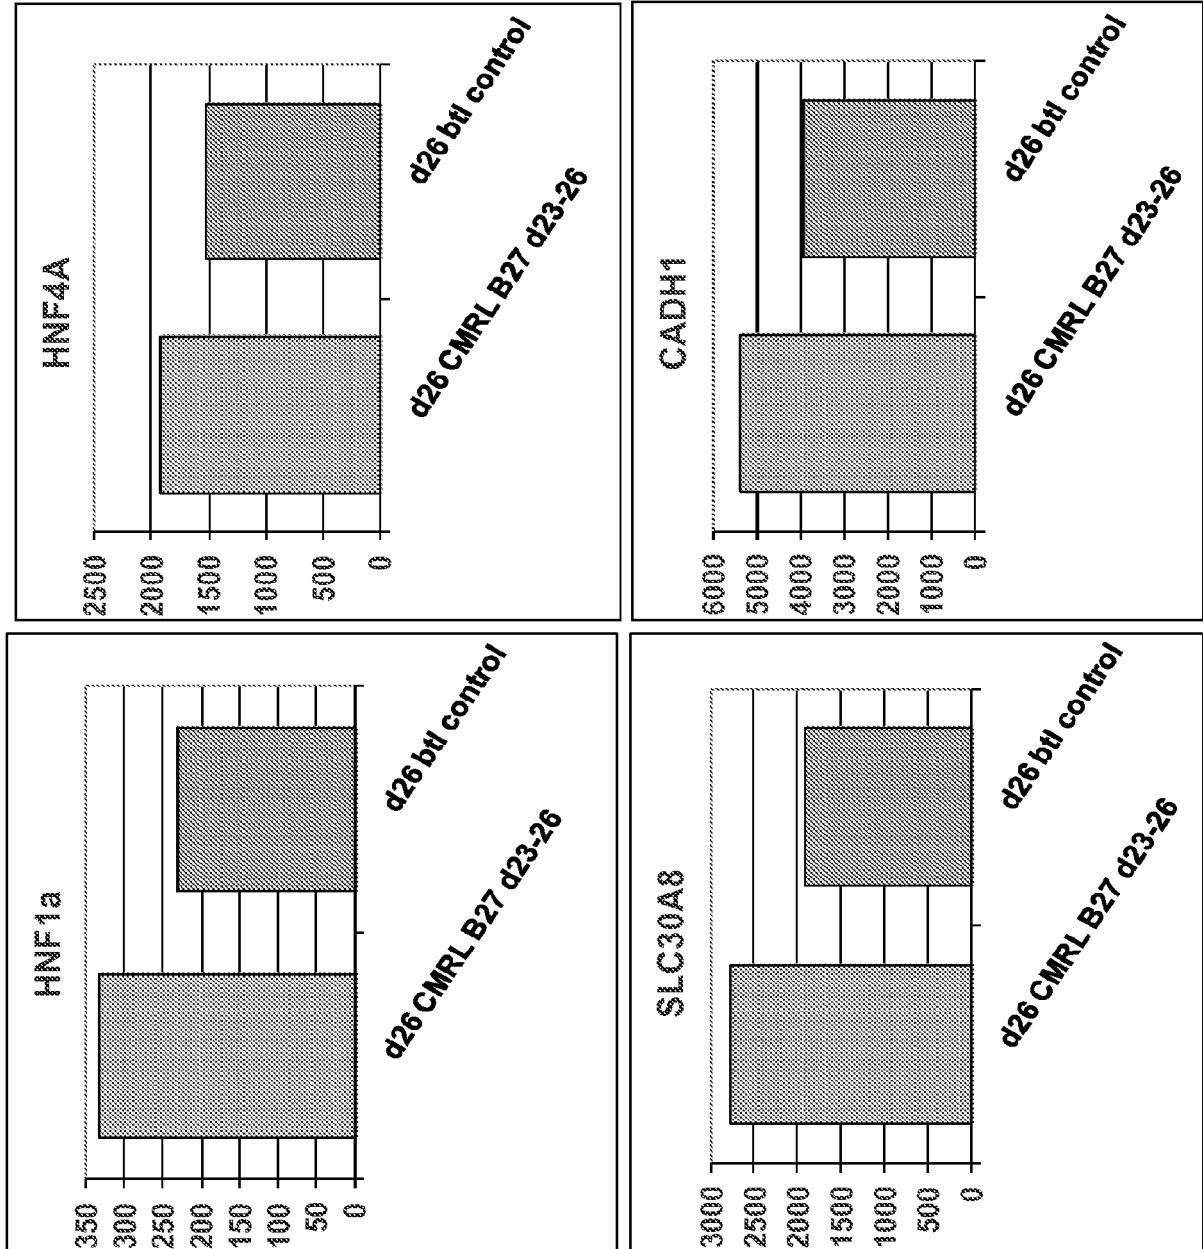 HNF1a
350
300
250
200
150
100
50
0
d26 CMRL B27 d23-26
d26 btl control
HNF4A
2500
2000
1500
1000
500
0
d26 CMRL B27 d23-26
d26 btl control
SLC30A8
3000
2500
2000
1500
1000
500
0
d26 CMRL B27 d23-26
d26 btl control
CADH1
6000
5000
4000
3000
2000
1000
0
d26 CMRL B27 d23-26
d26 btl control